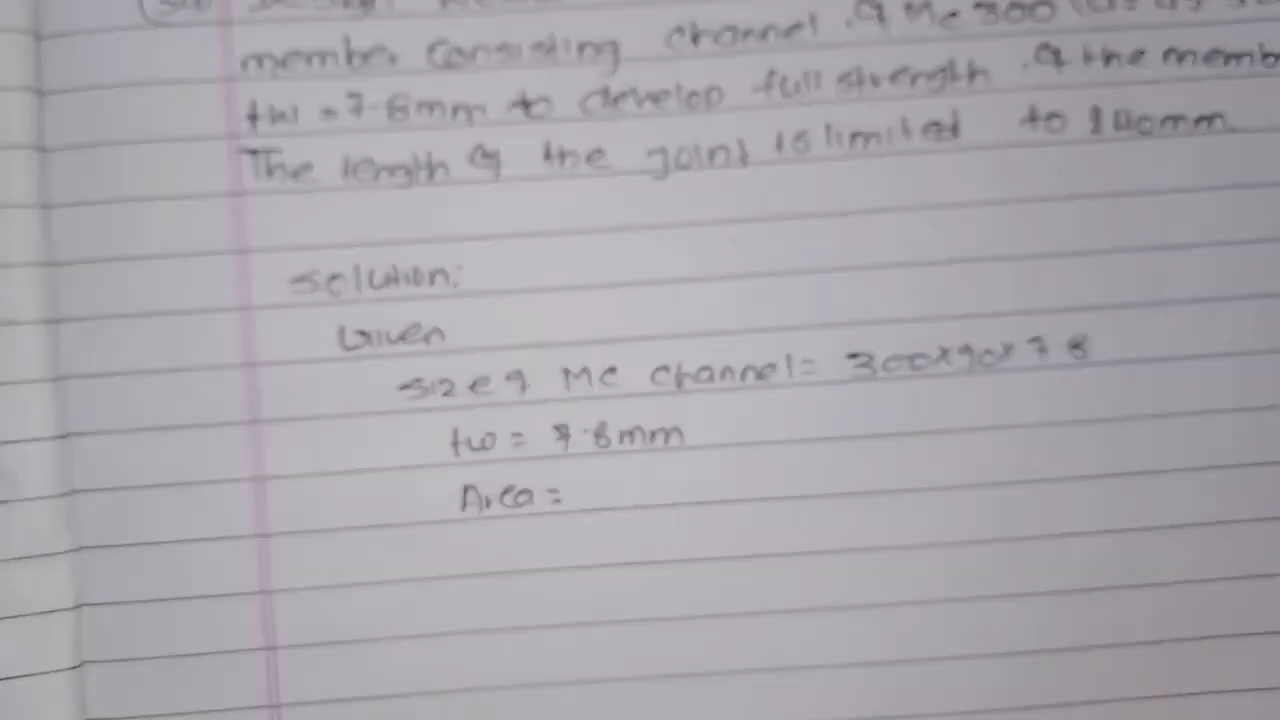 member consisting channel of MC 300
tw = 7.8mm to develop full strength of the memb
The length of the joint is limited to
Solution:
Given
Size of MC channel = 300x90x7.8
tw = 7.8mm
Area =